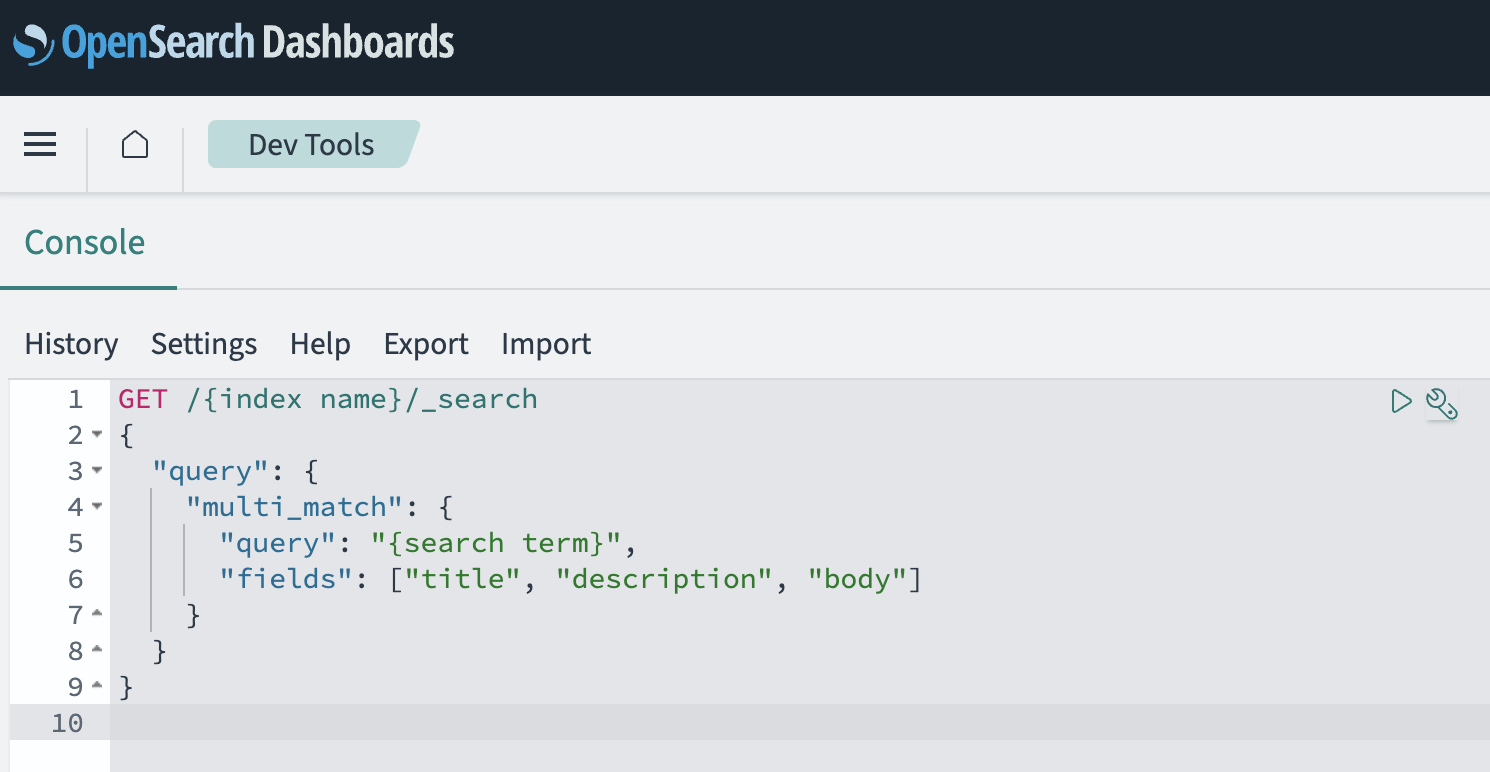 OpenSearch Dashboards
Dev Tools
Console
History Settings Help Export Import
1 GET /{index name}/_search
2 {
3   "query": {
4     "multi_match": {
5       "query": "{search term}",
6       "fields": ["title", "description", "body"]
7     }
8   }
9 }
10